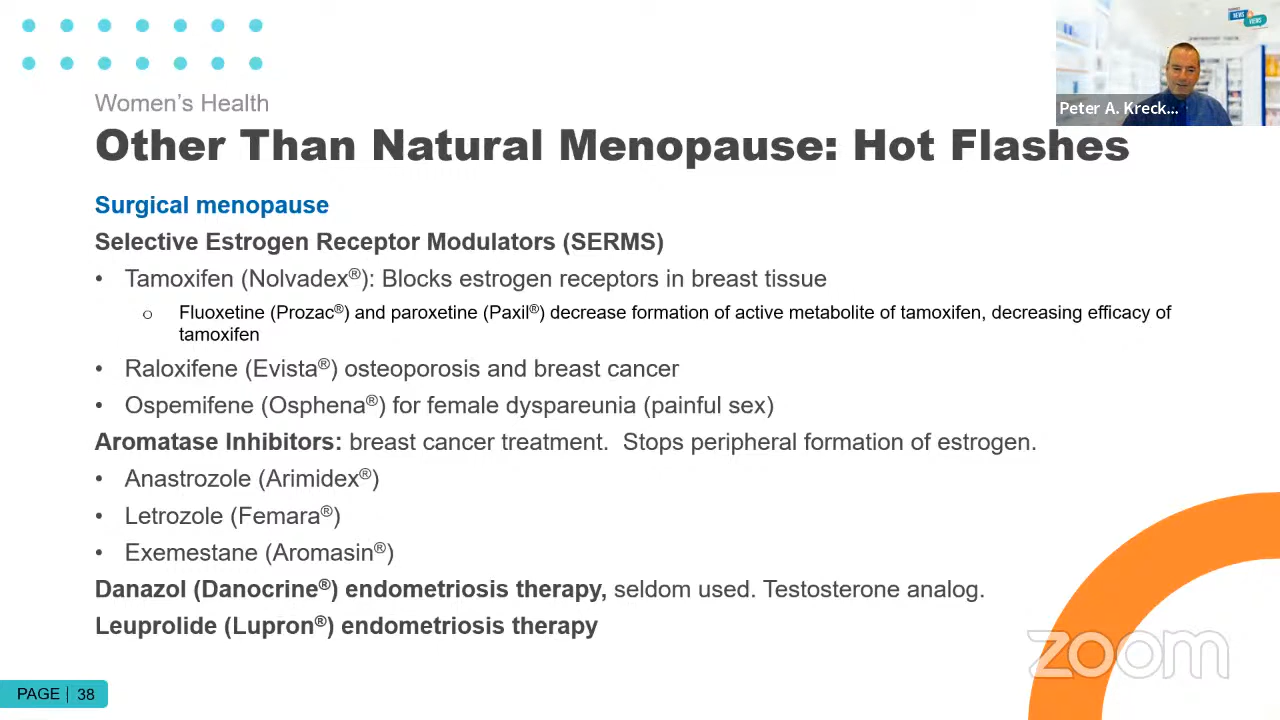 NEWS
VIEWS
Peter A. Kreck...
Women's Health
Other Than Natural Menopause: Hot Flashes
Surgical menopause
Selective Estrogen Receptor Modulators (SERMS)
• Tamoxifen (Nolvadex®): Blocks estrogen receptors in breast tissue
o Fluoxetine (Prozac®) and paroxetine (Paxil®) decrease formation of active metabolite of tamoxifen, decreasing efficacy of
tamoxifen
• Raloxifene (Evista®) osteoporosis and breast cancer
• Ospemifene (Osphena®) for female dyspareunia (painful sex)
Aromatase Inhibitors: breast cancer treatment.  Stops peripheral formation of estrogen.
• Anastrozole (Arimidex®)
• Letrozole (Femara®)
• Exemestane (Aromasin®)
Danazol (Danocrine®) endometriosis therapy, seldom used. Testosterone analog.
Leuprolide (Lupron®) endometriosis therapy
zoom
PAGE | 38